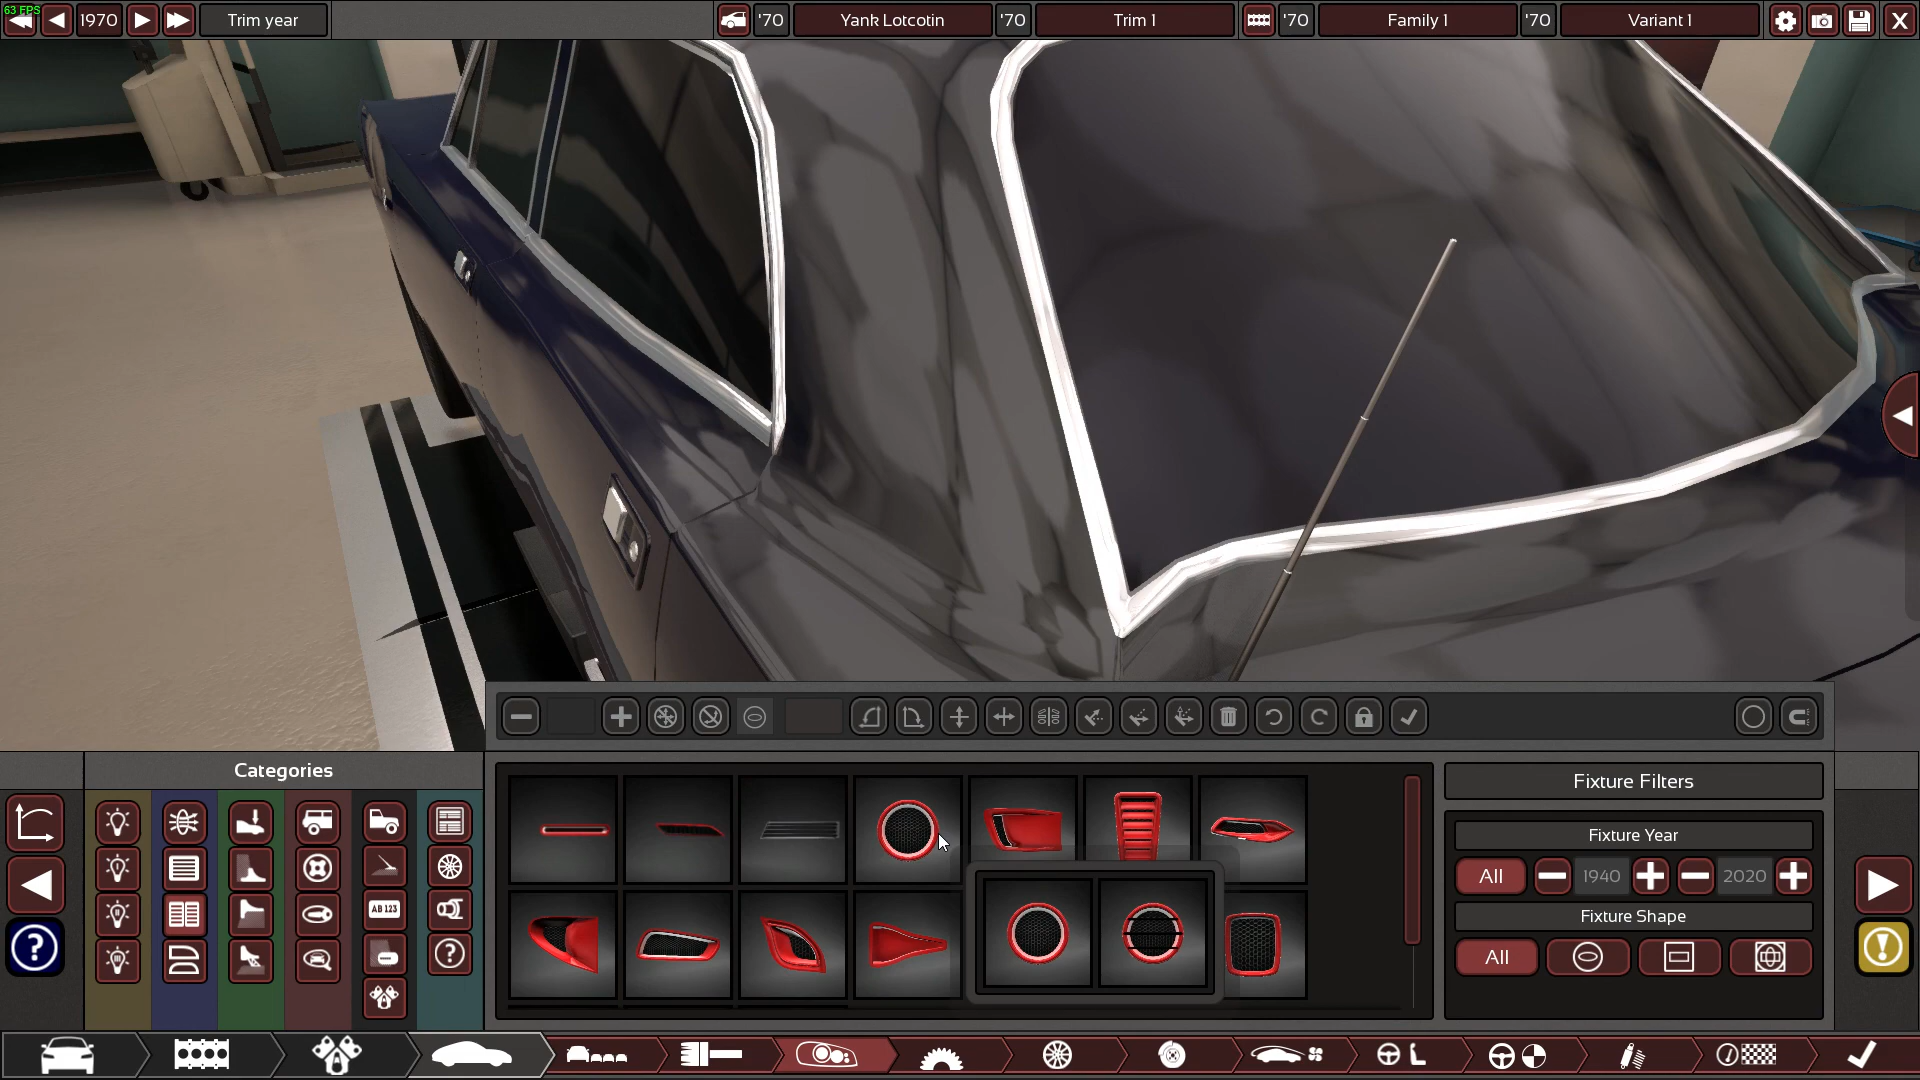 63 FPS
1970 Trim year '70 Yank Lotcotin '70 Trim 1 '70 Family 1 '70 Variant 1
Categories
AB 123
Fixture Filters
Fixture Year
All 1940 2020
Fixture Shape
All